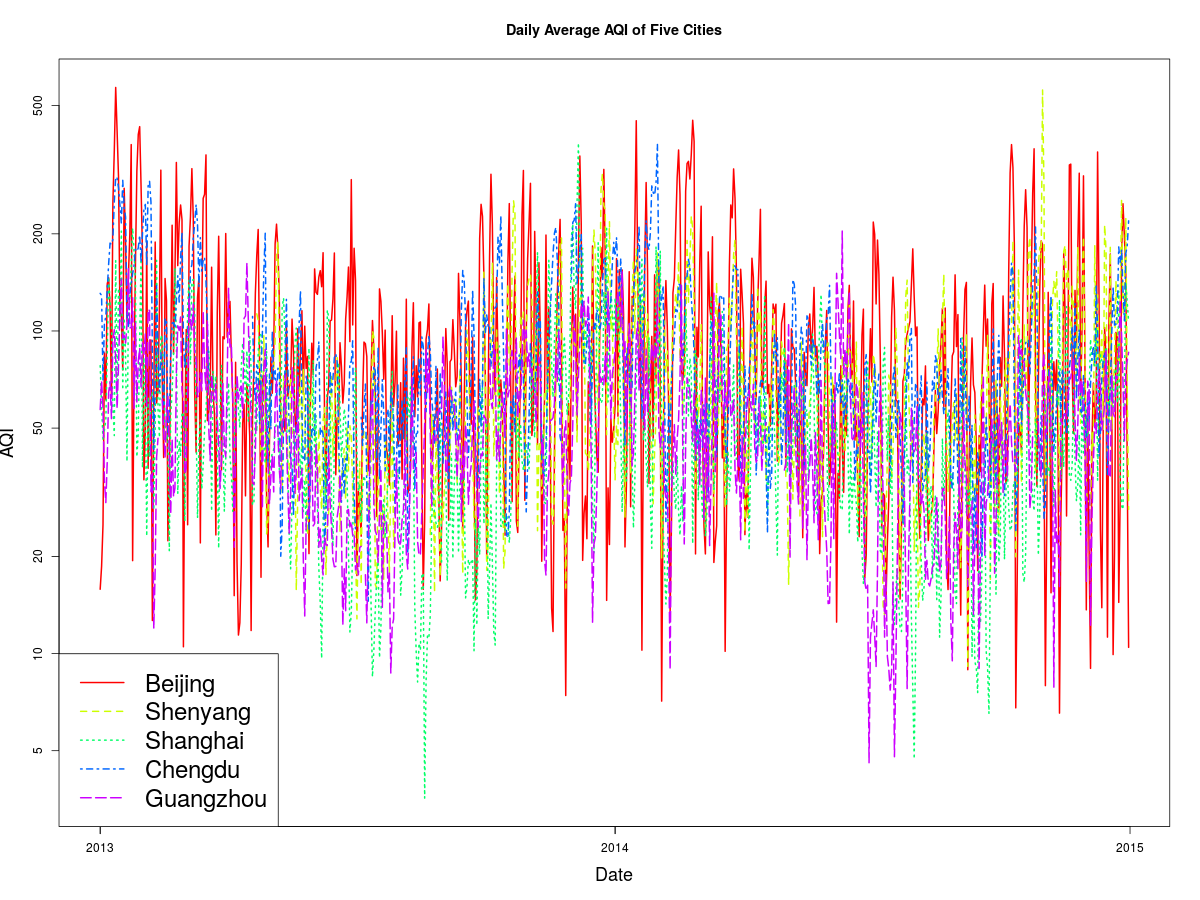 Daily Average AQI of Five Cities
500
200
100
50
20
10
5
AQI
Beijing
Shenyang
Shanghai
Chengdu
Guangzhou
2013
2014
2015
Date